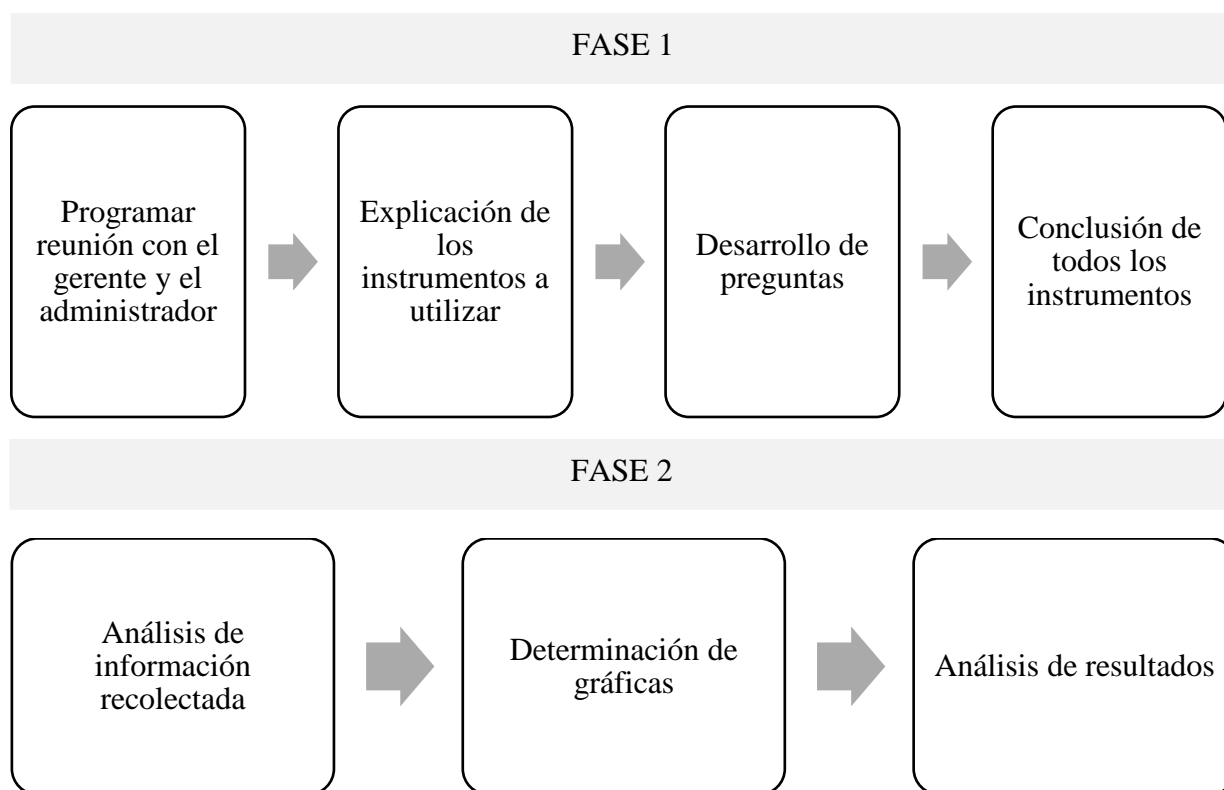 FASE 1
Programar
reunión con el
gerente y el
administrador
Explicación de
los
instrumentos a
utilizar
Desarrollo de
preguntas
Conclusión de
todos los
instrumentos
FASE 2
Análisis de
información
recolectada
Determinación de
gráficas
Análisis de resultados